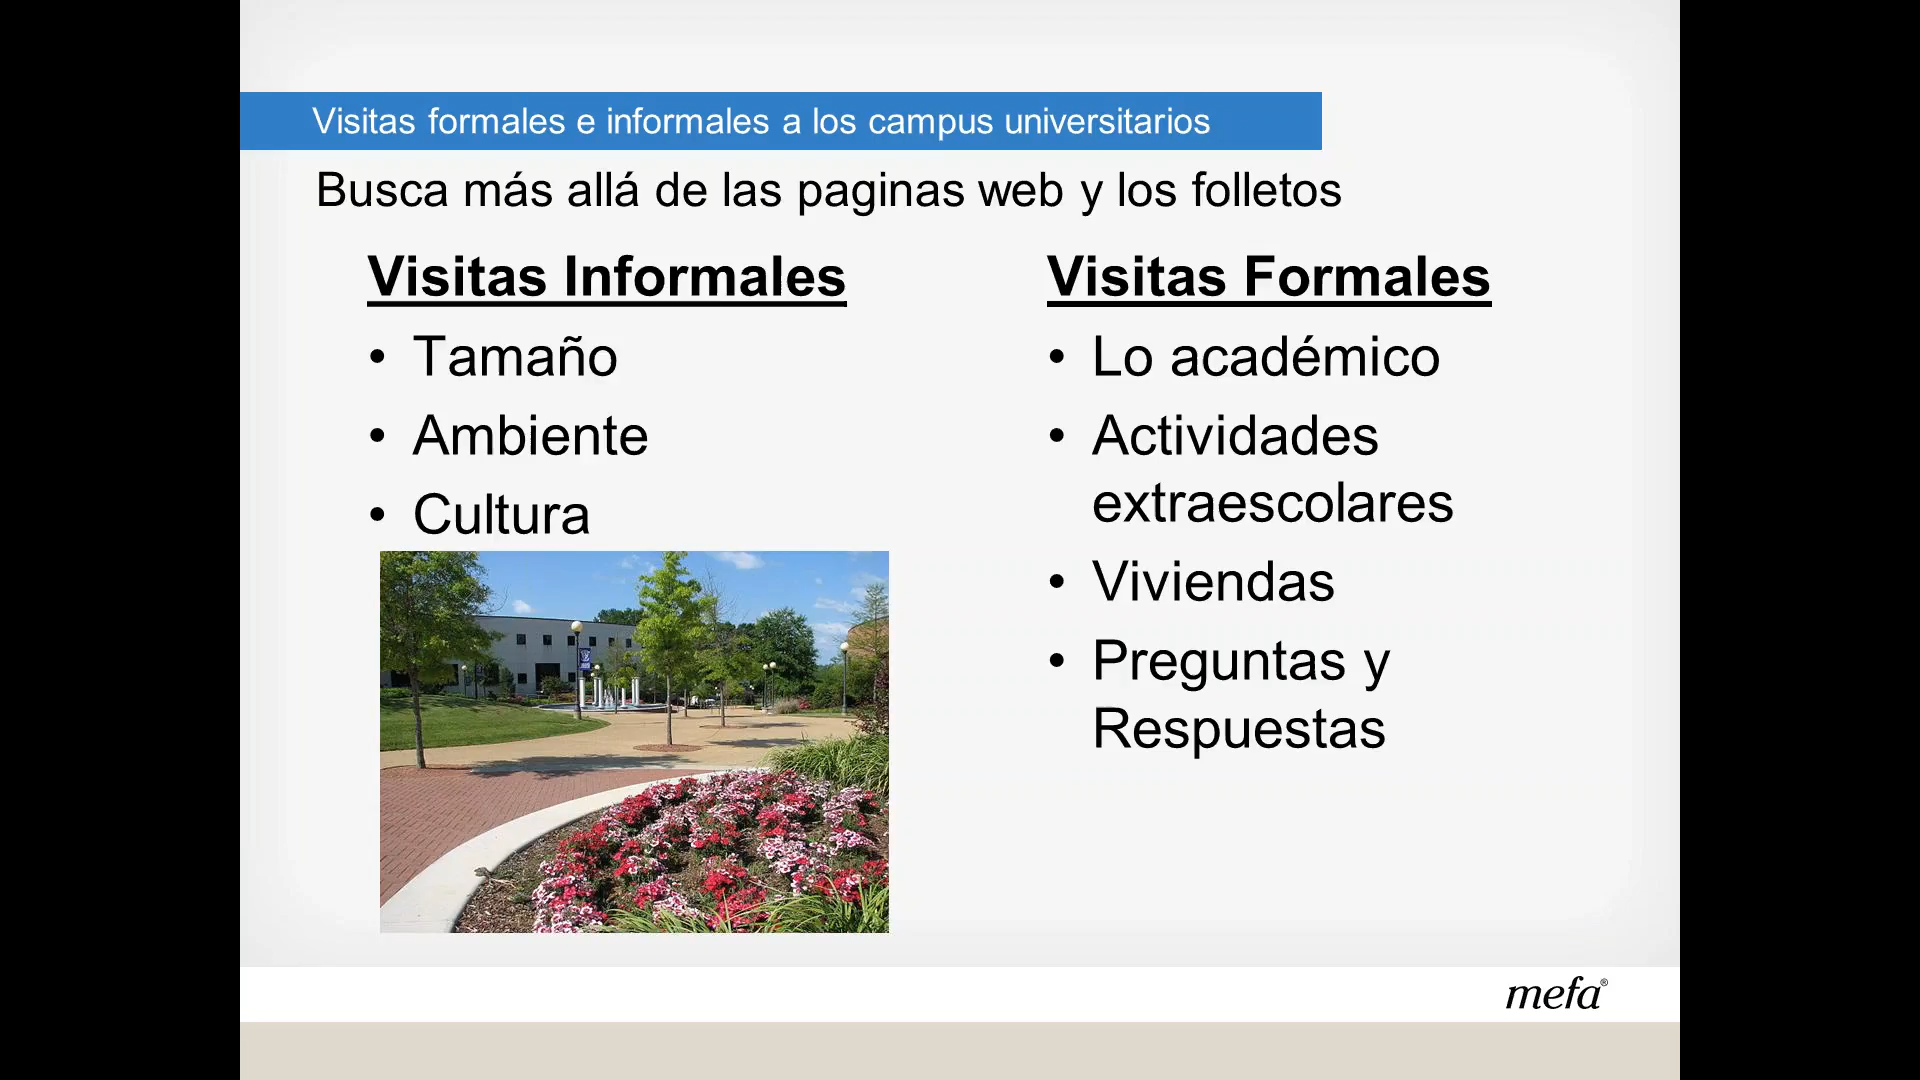 Visitas formales e informales a los campus universitarios
Busca más allá de las paginas web y los folletos
Visitas Informales
• Tamaño
• Ambiente
• Cultura
Visitas Formales
• Lo académico
• Actividades
extraescolares
• Viviendas
• Preguntas y
Respuestas
mefa®